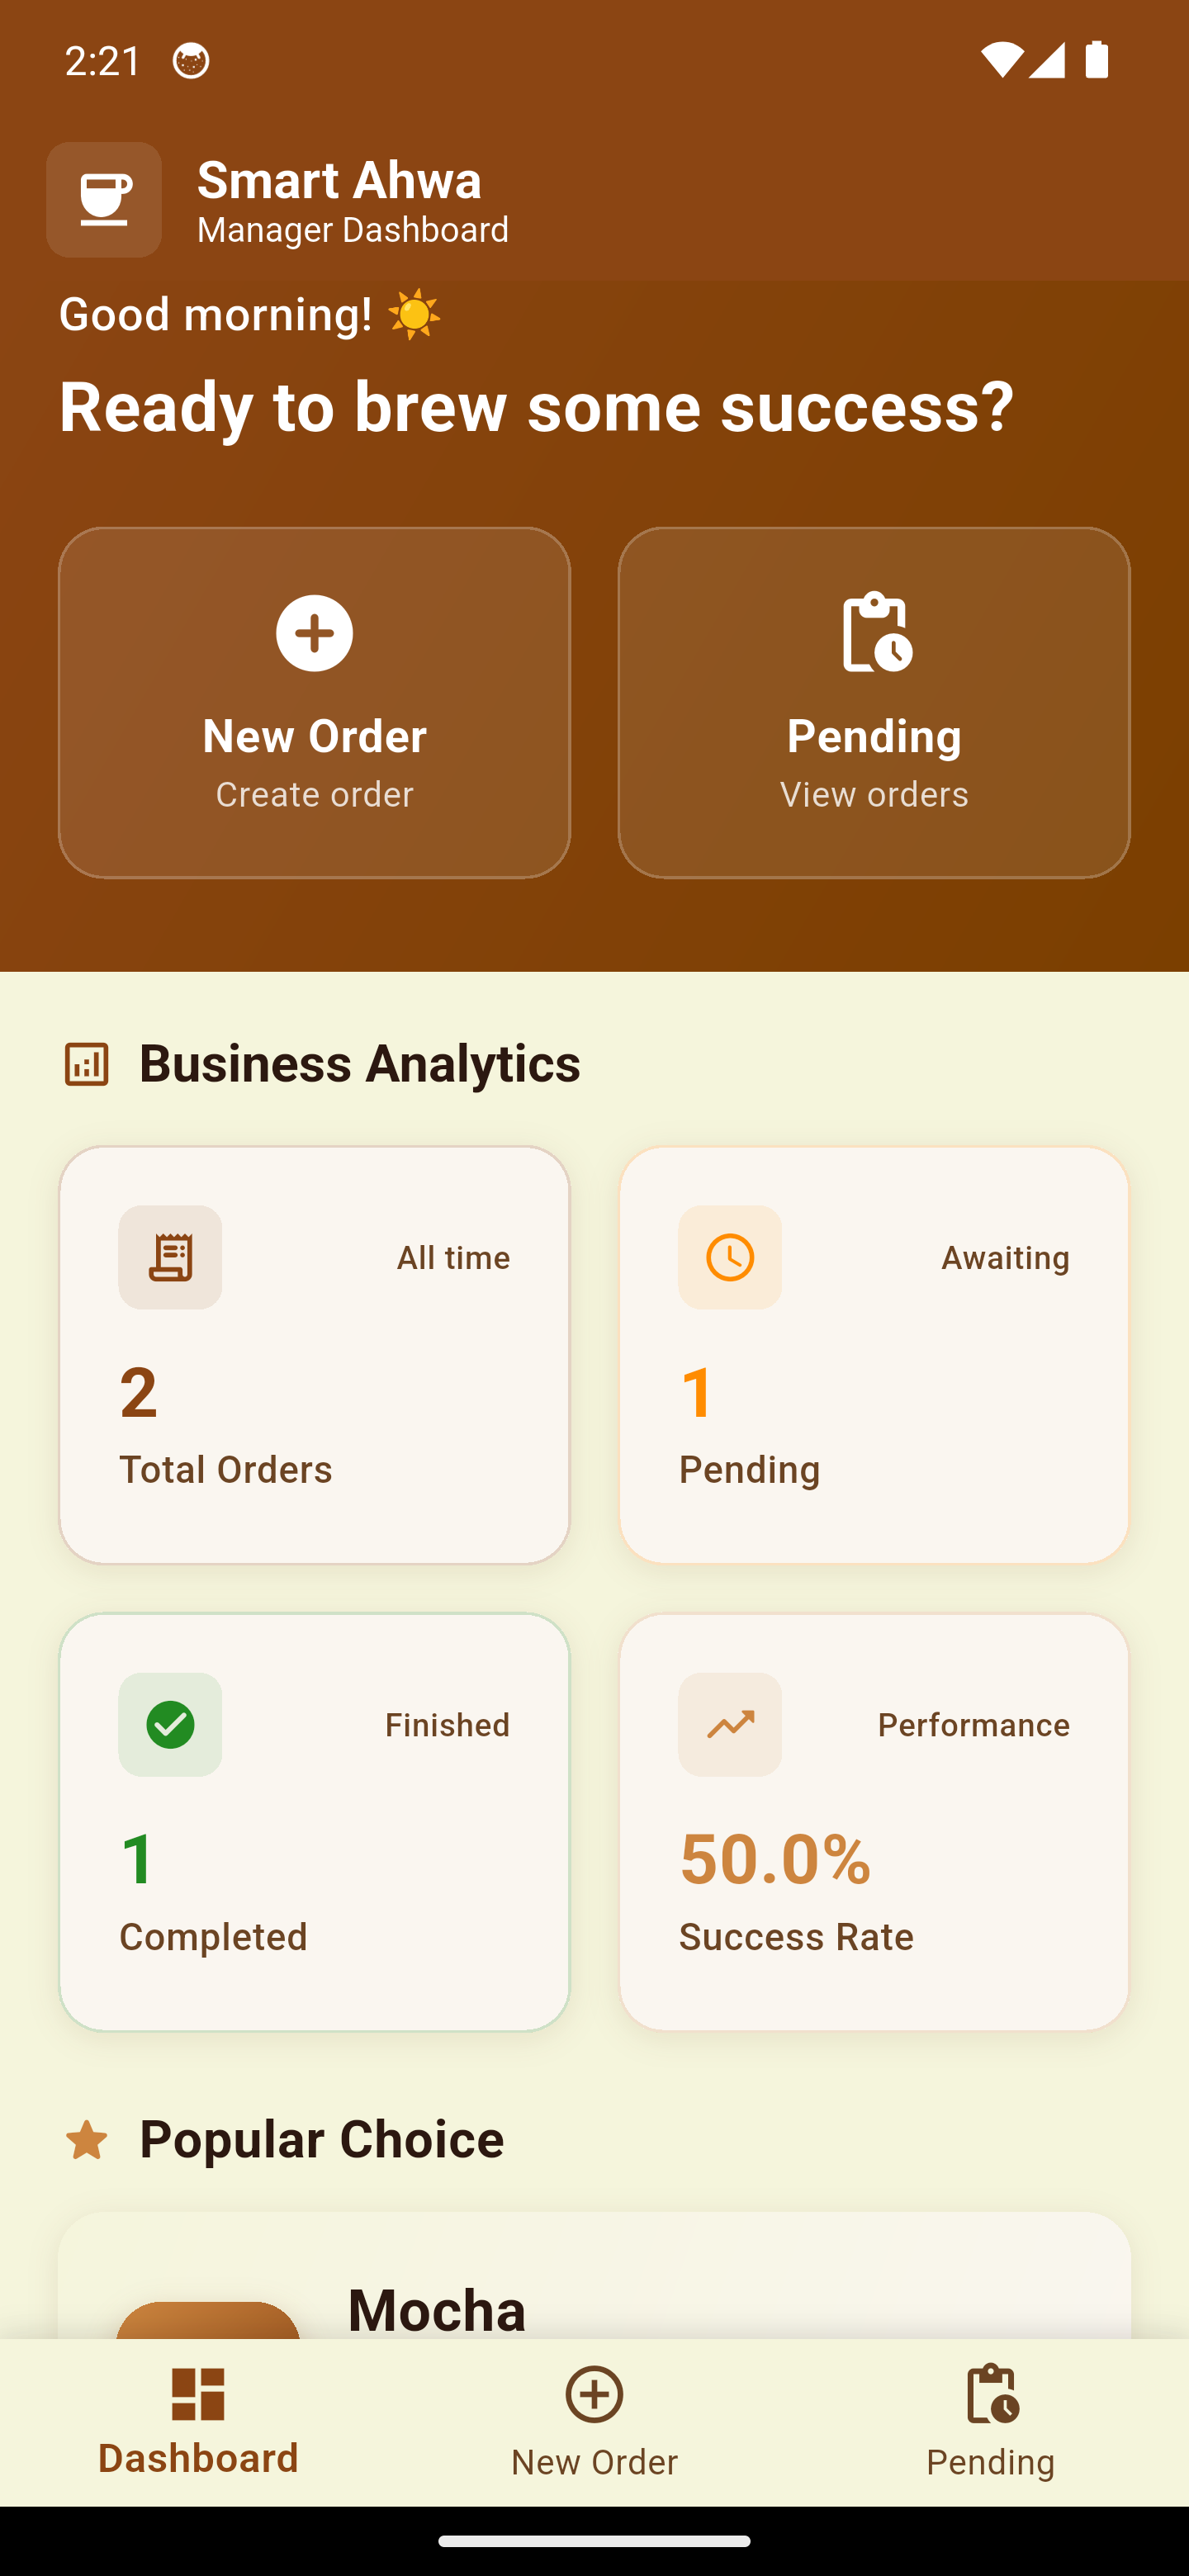 2:21
Smart Ahwa
Manager Dashboard
Good morning! ☀️
Ready to brew some success?
New Order
Create order
Pending
View orders
Business Analytics
All time
2
Total Orders
Awaiting
1
Pending
Finished
1
Completed
Performance
50.0%
Success Rate
Popular Choice
Mocha
Dashboard
New Order
Pending